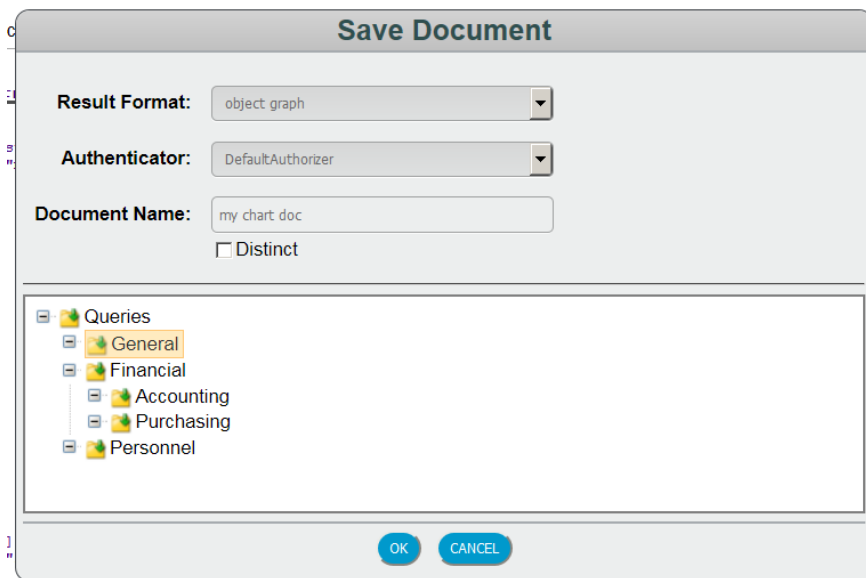 Save Document
Result Format: object graph
Authenticator: DefaultAuthorizer
Document Name: my chart doc
Distinct
Queries
General
Financial
Accounting
Purchasing
Personnel
OK CANCEL